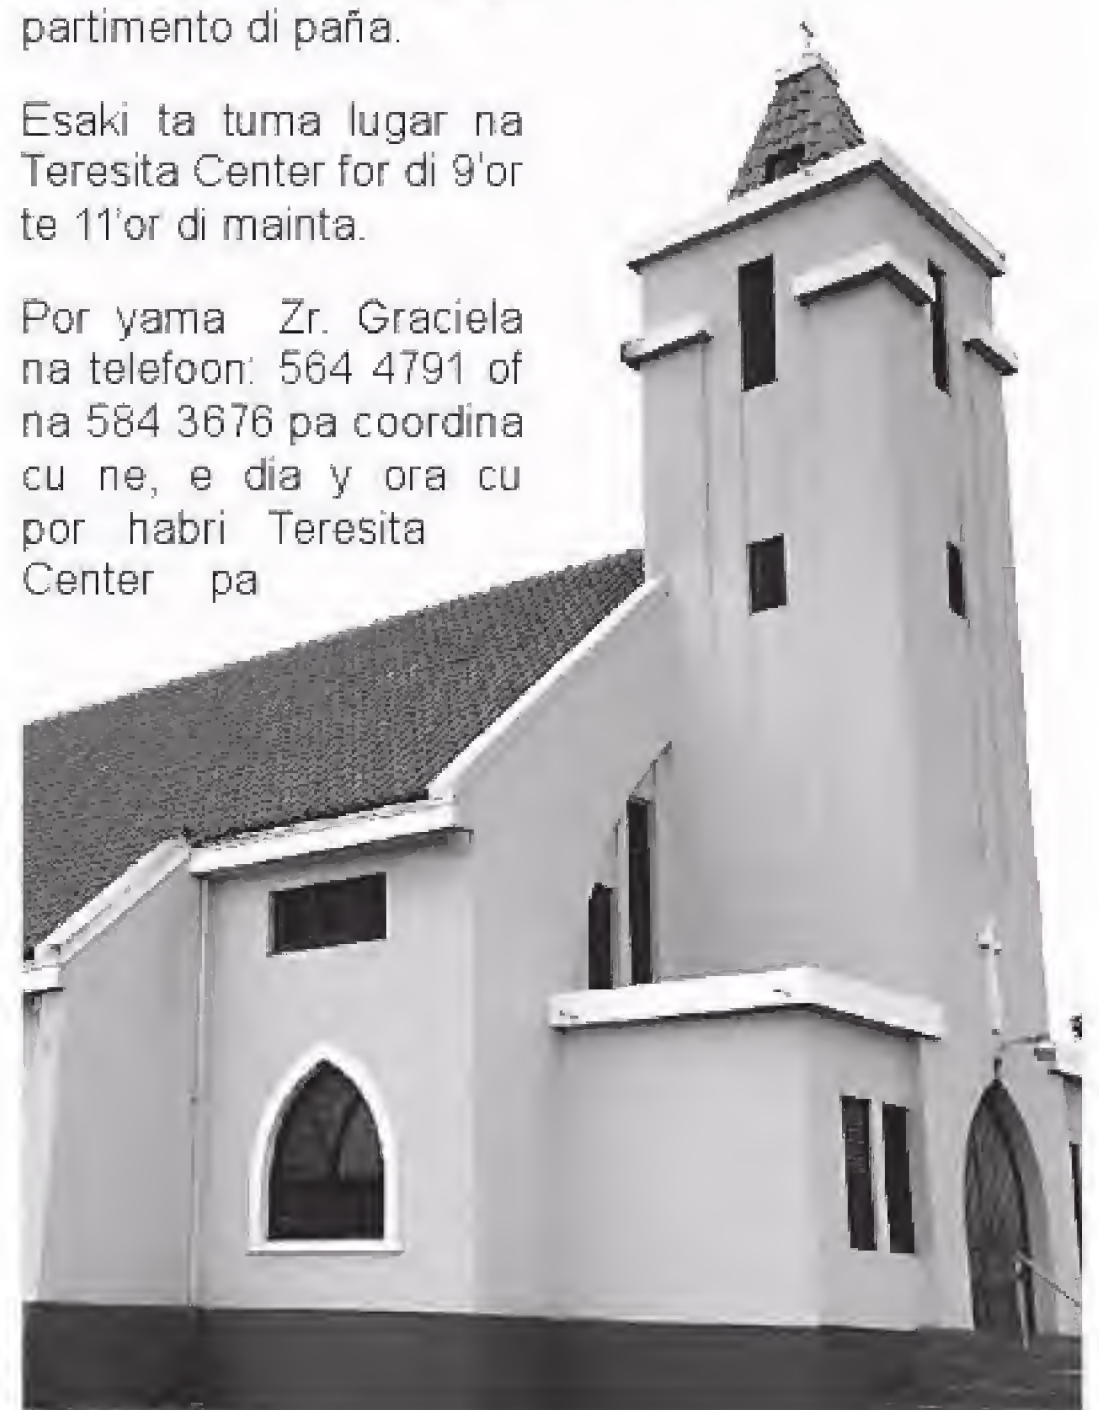 partimento di paña.
Esaki ta tuma lugar na
Teresita Center for di 9'or
te 11'or di mainta.
Por yama Zr. Graciela
na telefoon: 564 4791 of
na 584 3676 pa coordina
cu ne, e dia y ora cu
por habri Teresita
Center pa